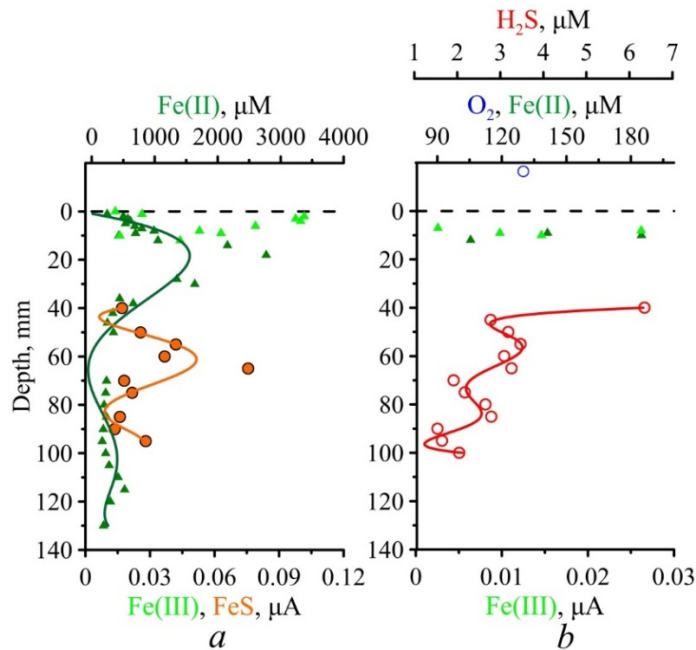 H₂S, μM
1 2 3 4 5 6 7
Fe(II), μM
O₂, Fe(II), μM
0 1000 2400 3300 4000
90 130 150 180
0
20
40
60
80
100
120
140
Depth, mm
0
20
40
60
80
100
120
140
0 0.03 0.06 0.09 0.12
0 0.01 0.02 0.03
Fe(III), FeS, μA
Fe(III), μA
a
b